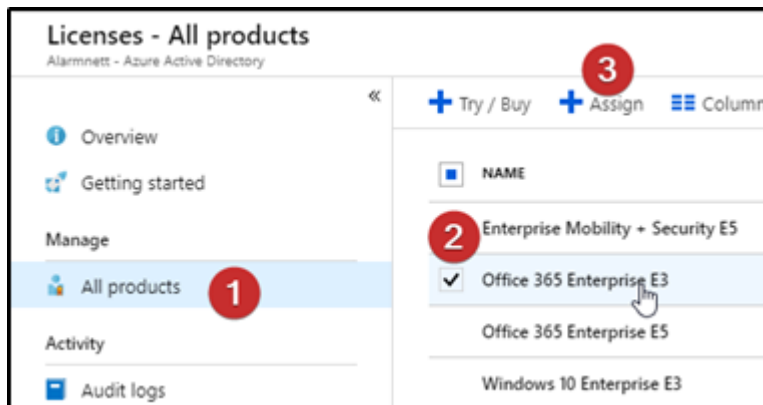 Licenses - All products
Alarmnett - Azure Active Directory
«
Overview
Getting started
Manage
All products
1
Activity
Audit logs
3
Try / Buy
Assign
Column
NAME
2
Enterprise Mobility + Security E5
Office 365 Enterprise E3
Office 365 Enterprise E5
Windows 10 Enterprise E3